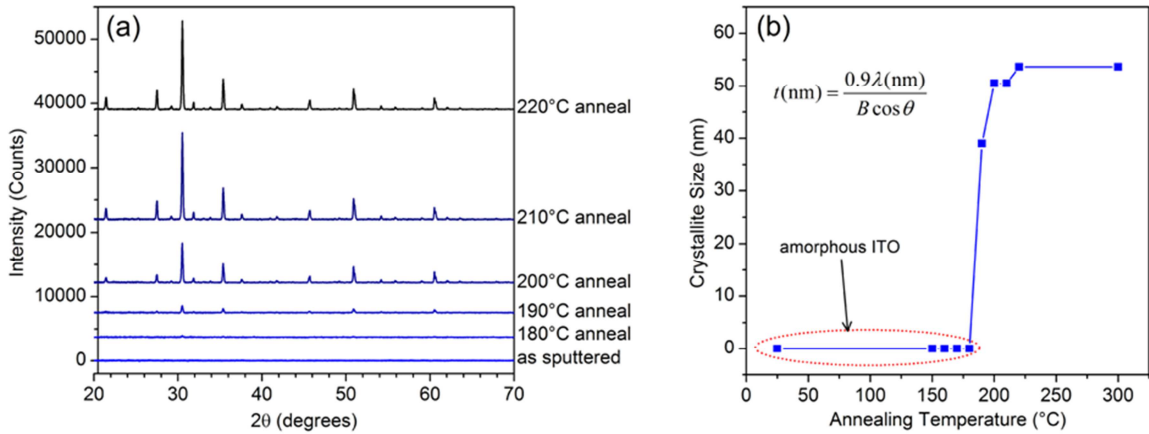 (a)
50000
40000
30000
20000
10000
0
Intensity (Counts)
220°C anneal
210°C anneal
200°C anneal
190°C anneal
180°C anneal
as sputtered
20 30 40 50 60 70
2θ (degrees)
(b)
60
50
40
30
20
10
0
Crystallite Size (nm)
t(nm) = 0.9λ(nm) / B cos θ
amorphous ITO
0 50 100 150 200 250 300
Annealing Temperature (°C)